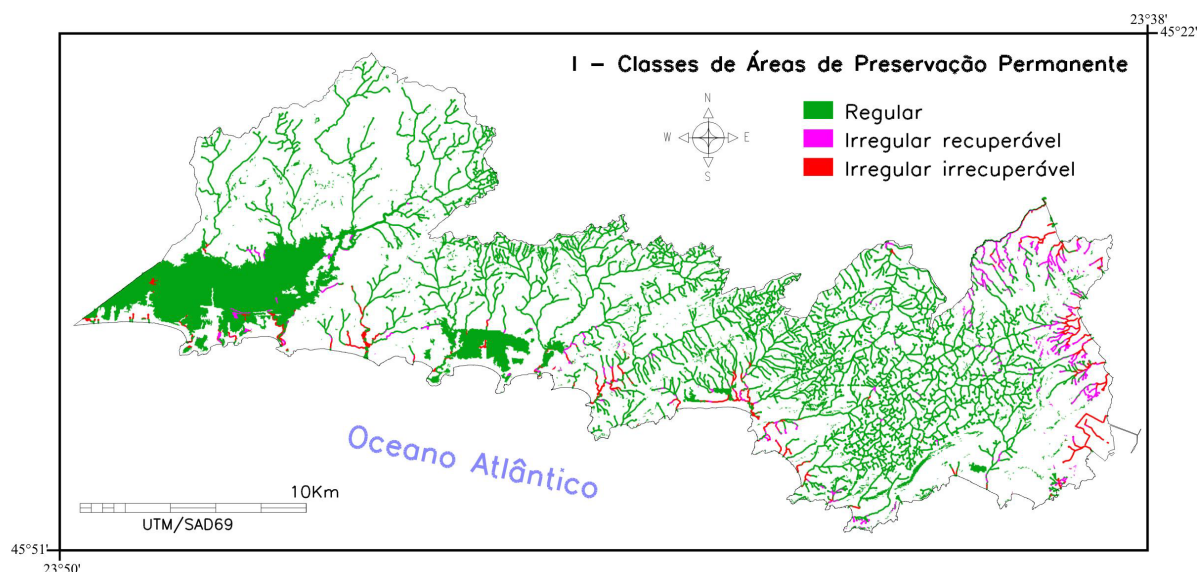 23°38'
45°22'
I – Classes de Áreas de Preservação Permanente
N
W E
S
Regular
Irregular recuperável
Irregular irrecuperável
Oceano Atlântico
10Km
UTM/SAD69
45°51'
23°50'